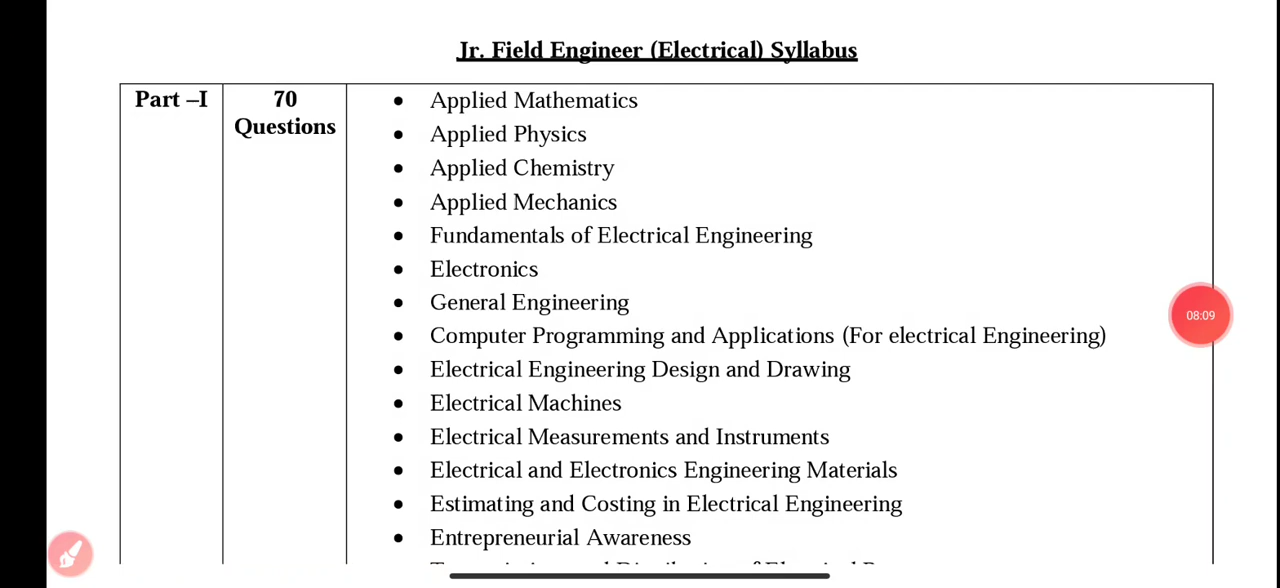 Jr. Field Engineer (Electrical) Syllabus
Part –I
70
Questions
• Applied Mathematics
• Applied Physics
• Applied Chemistry
• Applied Mechanics
• Fundamentals of Electrical Engineering
• Electronics
• General Engineering
• Computer Programming and Applications (For electrical Engineering)
• Electrical Engineering Design and Drawing
• Electrical Machines
• Electrical Measurements and Instruments
• Electrical and Electronics Engineering Materials
• Estimating and Costing in Electrical Engineering
• Entrepreneurial Awareness
08:09